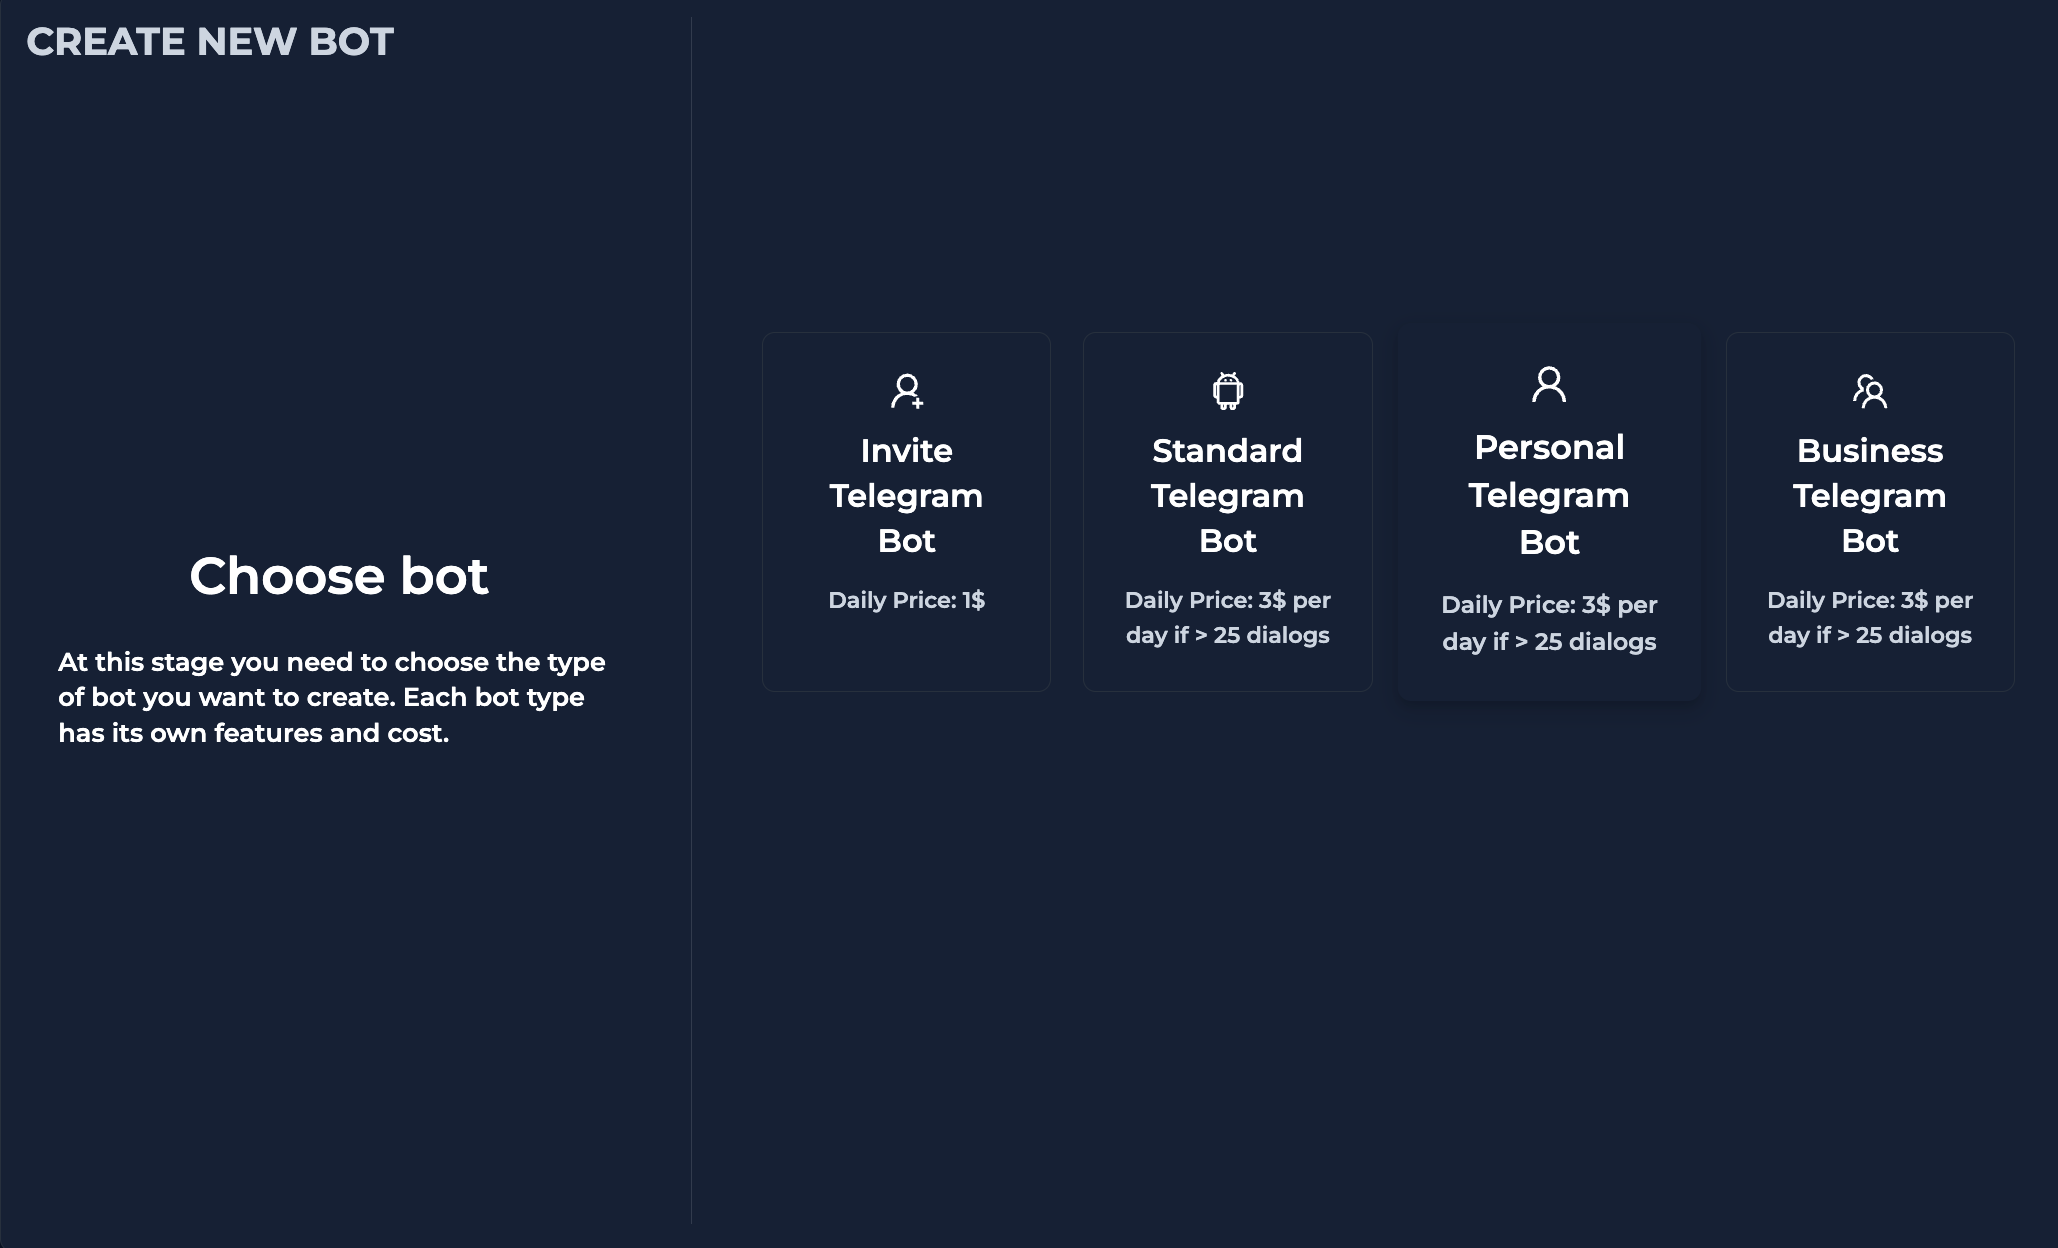 CREATE NEW BOT
Choose bot
At this stage you need to choose the type
of bot you want to create. Each bot type
has its own features and cost.
Invite
Telegram
Bot
Daily Price: 1$
Standard
Telegram
Bot
Daily Price: 3$ per
day if > 25 dialogs
Personal
Telegram
Bot
Daily Price: 3$ per
day if > 25 dialogs
Business
Telegram
Bot
Daily Price: 3$ per
day if > 25 dialogs